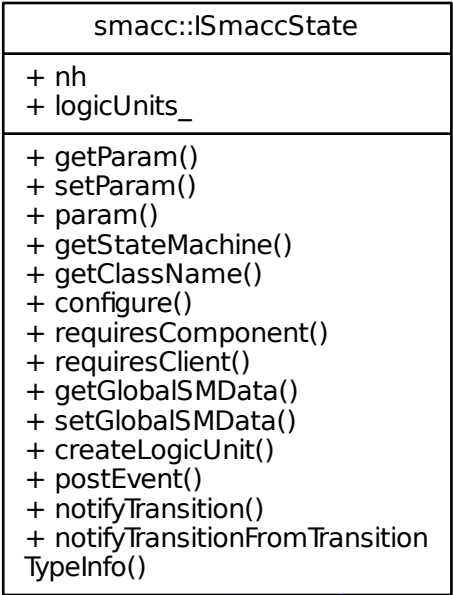 smacc::ISmaccState
+ nh
+ logicUnits_
+ getParam()
+ setParam()
+ param()
+ getStateMachine()
+ getClassName()
+ configure()
+ requiresComponent()
+ requiresClient()
+ getGlobalSMData()
+ setGlobalSMData()
+ createLogicUnit()
+ postEvent()
+ notifyTransition()
+ notifyTransitionFromTransition
TypeInfo()